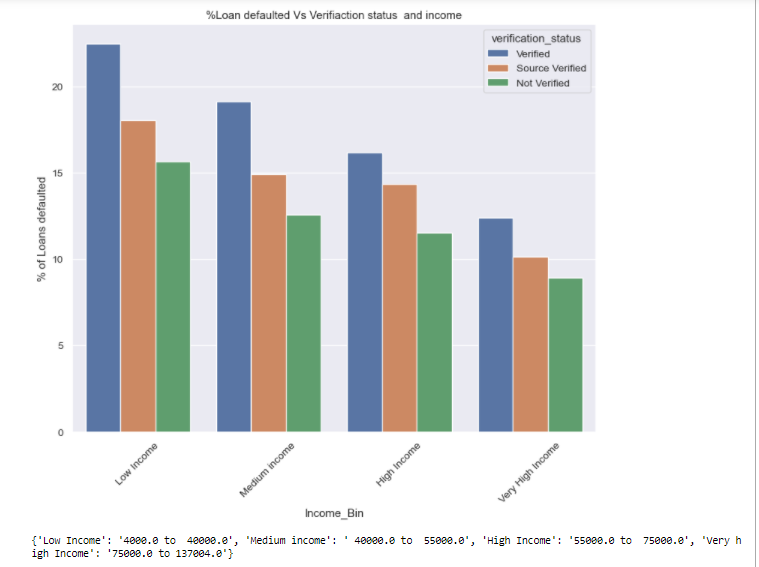 %Loan defaulted Vs Verifiaction status  and income
verification_status
Verified
Source Verified
Not Verified
% of Loans defaulted
20
15
10
5
0
Low Income
Medium income
High Income
Very High Income
Income_Bin
{'Low Income': '4000.0 to  40000.0', 'Medium income': ' 40000.0 to  55000.0', 'High Income': '55000.0 to  75000.0', 'Very h
igh Income': '75000.0 to 137004.0'}